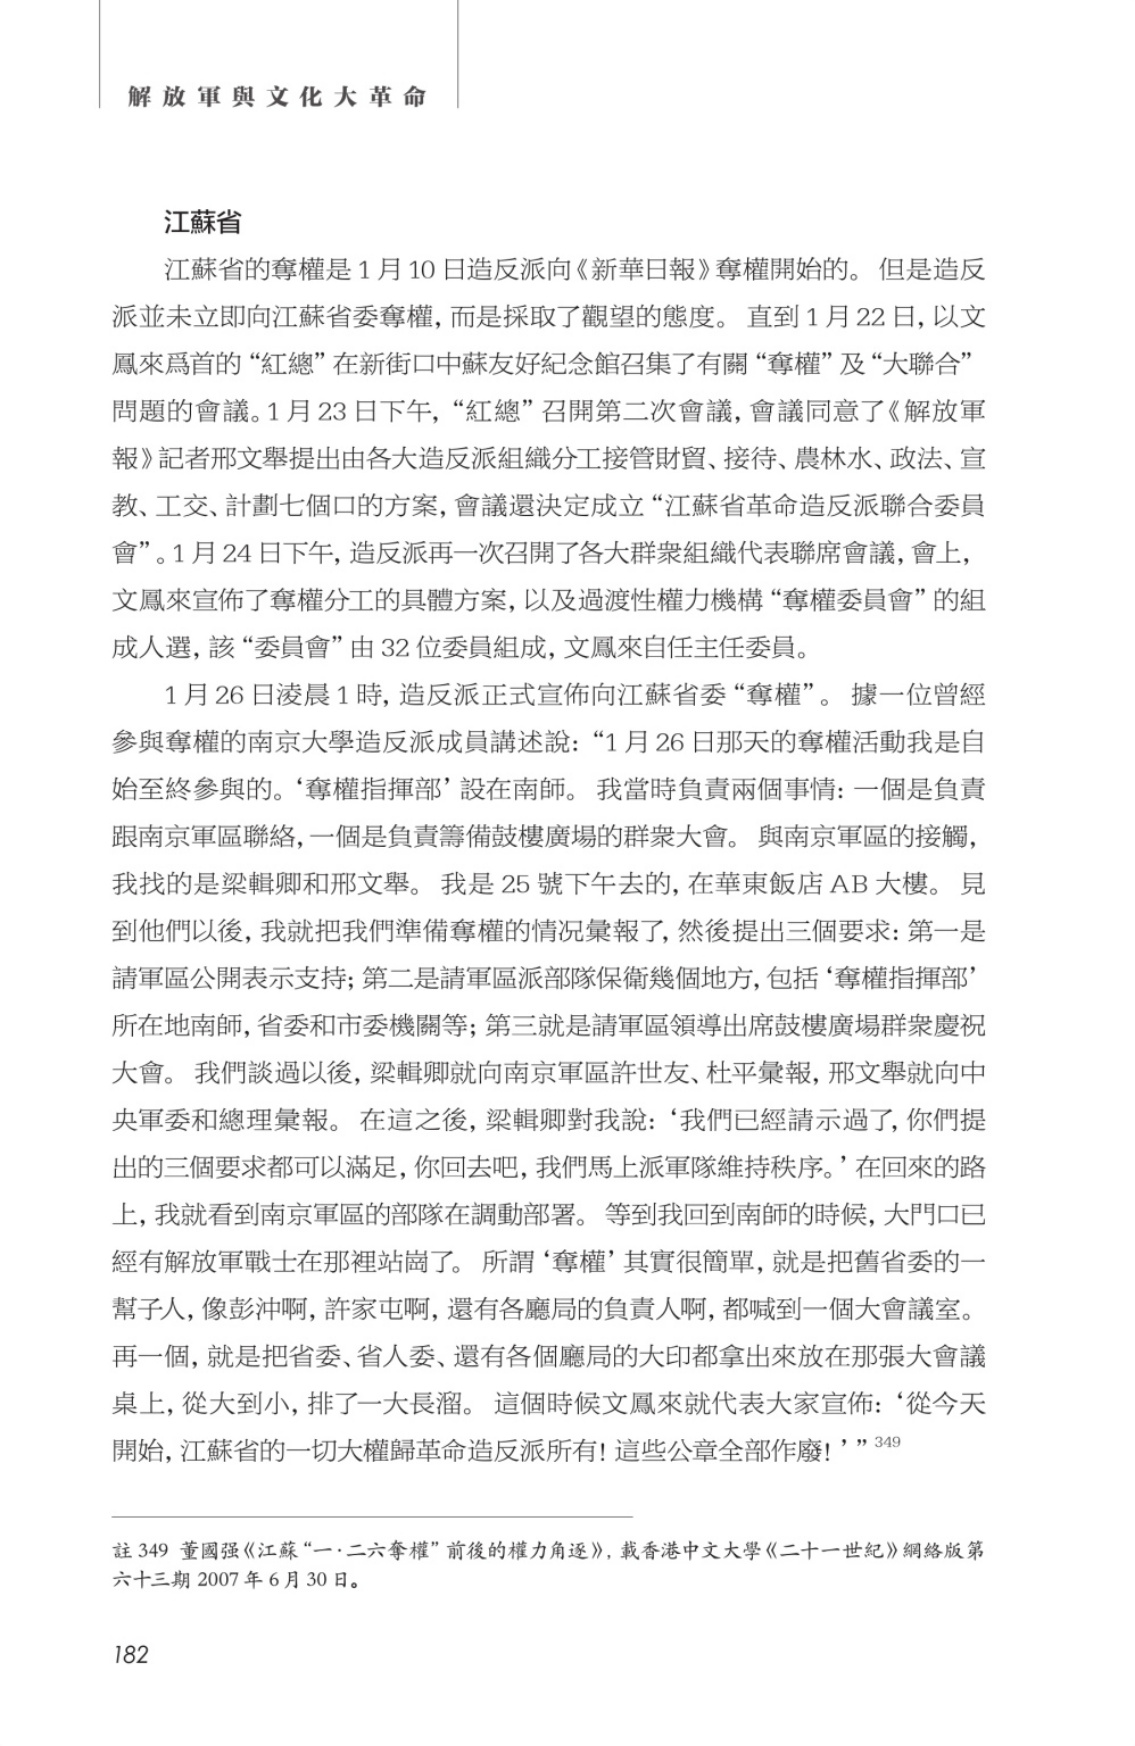 解放軍與文化大革命
江蘇省
江蘇省的奪權是 1 月 10 日造反派向《新華日報》奪權開始的。 但是造反
派並未立即向江蘇省委奪權, 而是採取了觀望的態度。 直到 1 月 22 日, 以文
鳳來爲首的 “紅總” 在新街口中蘇友好紀念館召集了有關 “奪權” 及 “大聯合”
問題的會議。1 月 23 日下午, “紅總” 召開第二次會議, 會議同意了《解放軍
報》記者邢文舉提出由各大造反派組織分工接管財貿、接待、農林水、政法、宣
教、工交、計劃七個口的方案, 會議還決定成立 “江蘇省革命造反派聯合委員
會”。1 月 24 日下午, 造反派再一次召開了各大群衆組織代表聯席會議, 會上,
文鳳來宣佈了奪權分工的具體方案, 以及過渡性權力機構 “奪權委員會” 的組
成人選, 該 “委員會” 由 32 位委員組成, 文鳳來自任主任委員。
1 月 26 日淩晨 1 時, 造反派正式宣佈向江蘇省委 “奪權” 。 據一位曾經
參與奪權的南京大學造反派成員講述說: “1 月 26 日那天的奪權活動我是自
始至終參與的。‘奪權指揮部’ 設在南師。 我當時負責兩個事情: 一個是負責
跟南京軍區聯絡, 一個是負責籌備鼓樓廣場的群衆大會。 與南京軍區的接觸,
我找的是梁輯卿和邢文舉。 我是 25 號下午去的, 在華東飯店 AB 大樓。 見
到他們以後, 我就把我們準備奪權的情況彙報了, 然後提出三個要求: 第一是
請軍區公開表示支持; 第二是請軍區派部隊保衛幾個地方, 包括 ‘奪權指揮部’
所在地南師, 省委和市委機關等; 第三就是請軍區領導出席鼓樓廣場群衆慶祝
大會。 我們談過以後, 梁輯卿就向南京軍區許世友、杜平彙報, 邢文舉就向中
央軍委和總理彙報。 在這之後, 梁輯卿對我說: ‘我們已經請示過了, 你們提
出的三個要求都可以滿足, 你回去吧, 我們馬上派軍隊維持秩序。’ 在回來的路
上, 我就看到南京軍區的部隊在調動部署。 等到我回到南師的時候, 大門口已
經有解放軍戰士在那裡站崗了。 所謂 ‘奪權’ 其實很簡單, 就是把舊省委的一
幫子人, 像彭沖啊, 許家屯啊, 還有各廳局的負責人啊, 都喊到一個大會議室。
再一個, 就是把省委、省人委、還有各個廳局的大印都拿出來放在那張大會議
桌上, 從大到小, 排了一大長溜。 這個時候文鳳來就代表大家宣佈: ‘從今天
開始, 江蘇省的一切大權歸革命造反派所有! 這些公章全部作廢! ’ ” 349
註 349 董國强《江蘇 “一·二六奪權” 前後的權力角逐》, 載香港中文大學《二十一世紀》網絡版第
六十三期 2007 年 6 月 30 日。
182